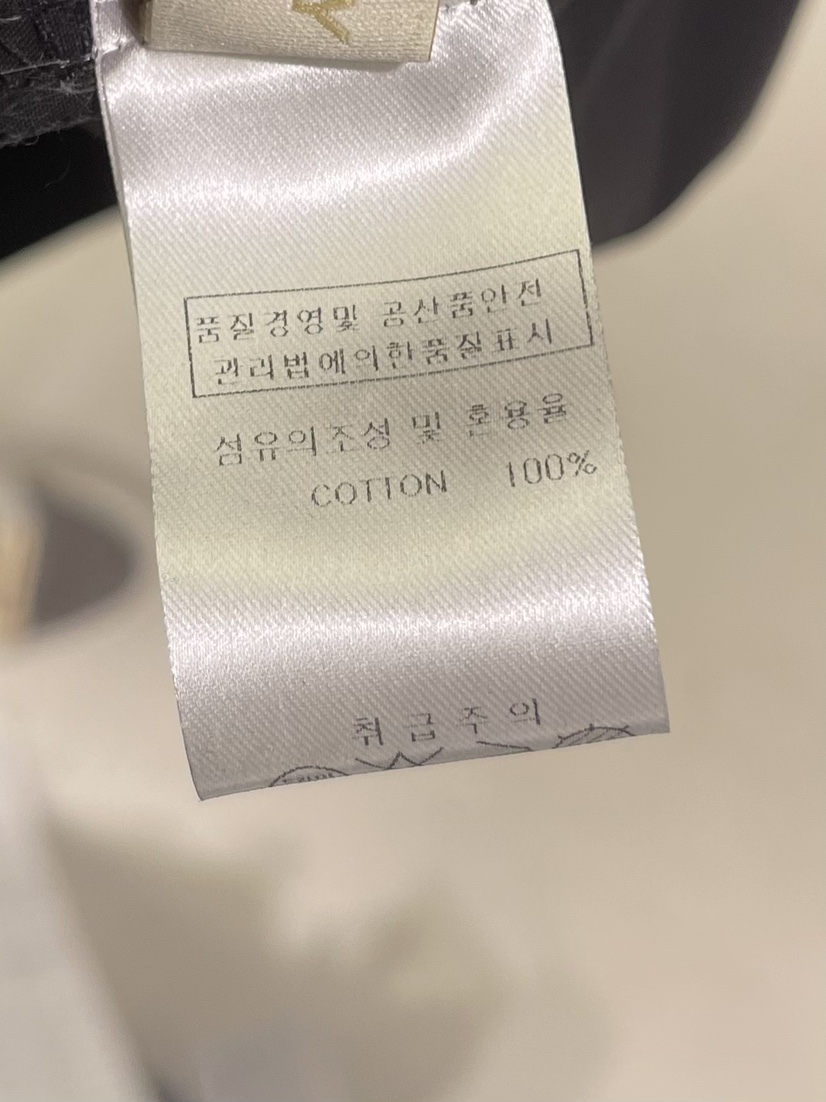 품질경영및 공산품안전
관리법에의한품질표시
섬유의조성 및 혼용율
COTTON 100%
취급주의